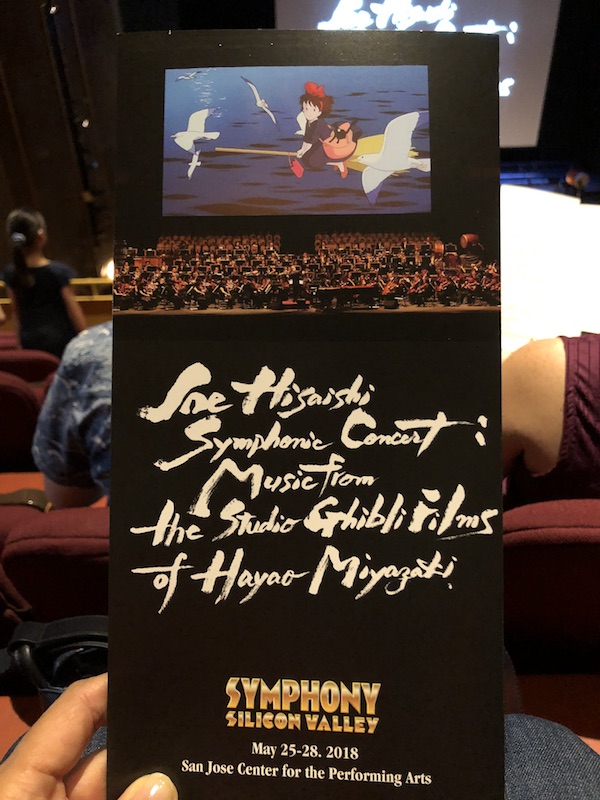 Joe Hisaishi
Symphonic Concert:
Music from
the Studio Ghibli Films
of Hayao Miyazaki
SYMPHONY
SILICON VALLEY
May 25-28. 2018
San Jose Center for the Performing Arts